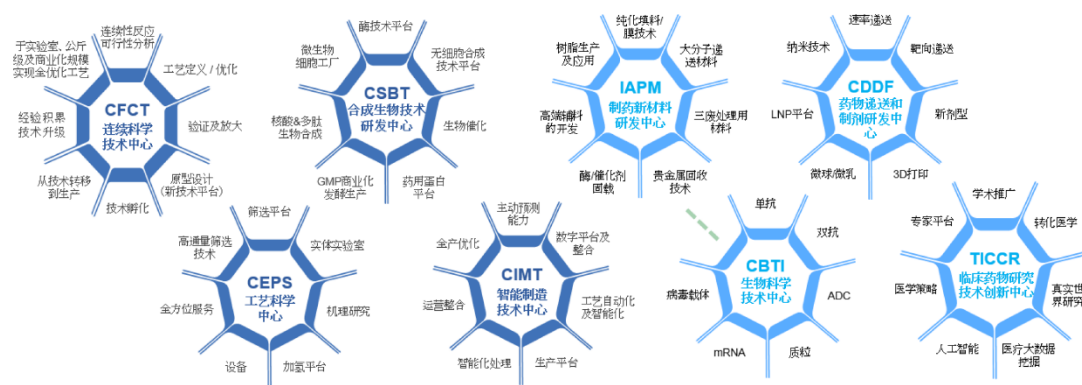 连续性反应
可行性分析
于实验室、公斤
级及商业化规模
实现全优化工艺
工艺定义 / 优化
CFCT
连续科学
技术中心
经验积累
技术升级
验证及放大
从技术转移
到生产
原型设计
(新技术平台)
技术孵化
酶技术平台
微生物
细胞工厂
无细胞合成
技术平台
CSBT
合成生物技术
研发中心
核酸&多肽
生物合成
生物催化
GMP商业化
发酵生产
药用蛋白
平台
纯化填料/
膜技术
树脂生产
及应用
大分子递
送材料
IAPM
制药新材料
研发中心
高端辅料
的开发
三废处理用
材料
酶/催化剂
固载
贵金属回收
技术
速率递送
纳米技术
靶向递送
CDDF
药物递送和
制剂研发中
心
LNP平台
新剂型
微球/微乳
3D打印
筛选平台
高通量筛选
技术
实体实验室
CEPS
工艺科学
中心
全方位服务
机理研究
设备
加氢平台
主动预测
能力
全产优化
数字平台及
整合
CIMT
智能制造
技术中心
运营整合
工艺自动化
及智能化
智能化处理
生产平台
单抗
双抗
CBTI
生物科学
技术中心
病毒载体
ADC
mRNA
质粒
学术推广
专家平台
转化医学
TICCR
临床药物研究
技术创新中心
医学策略
真实世
界研究
人工智能
医疗大数据
挖掘